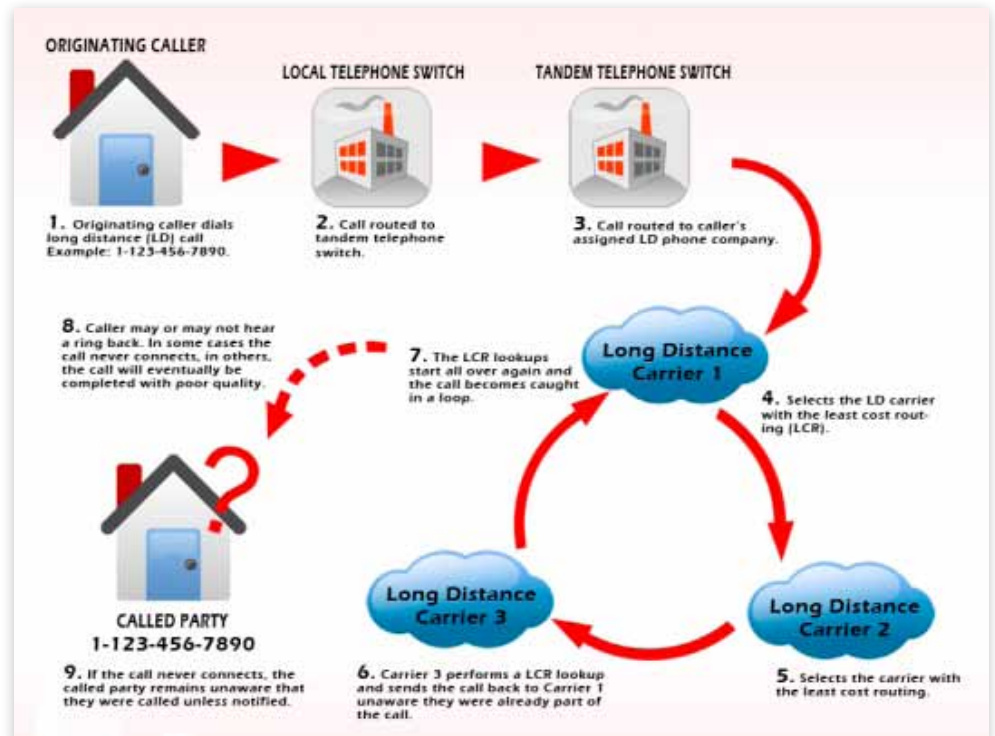 ORIGINATING CALLER
LOCAL TELEPHONE SWITCH
TANDEM TELEPHONE SWITCH
1. Originating caller dials
long distance (LD) call
Example: 1-123-456-7890.
2. Call routed to
tandem telephone
switch.
3. Call routed to caller's
assigned LD phone company.
Long Distance
Carrier 1
4. Selects the LD carrier
with the least cost rout-
ing (LCR).
Long Distance
Carrier 2
5. Selects the carrier with
the least cost routing.
Long Distance
Carrier 3
6. Carrier 3 performs a LCR lookup
and sends the call back to Carrier 1
unaware they were already part of
the call.
7. The LCR lookups
start all over again and
the call becomes caught
in a loop.
8. Caller may or may not hear
a ring back. In some cases the
call never connects, in others,
the call will eventually be
completed with poor quality.
?
CALLED PARTY
1-123-456-7890
9. If the call never connects, the
called party remains unaware that
they were called unless notified.